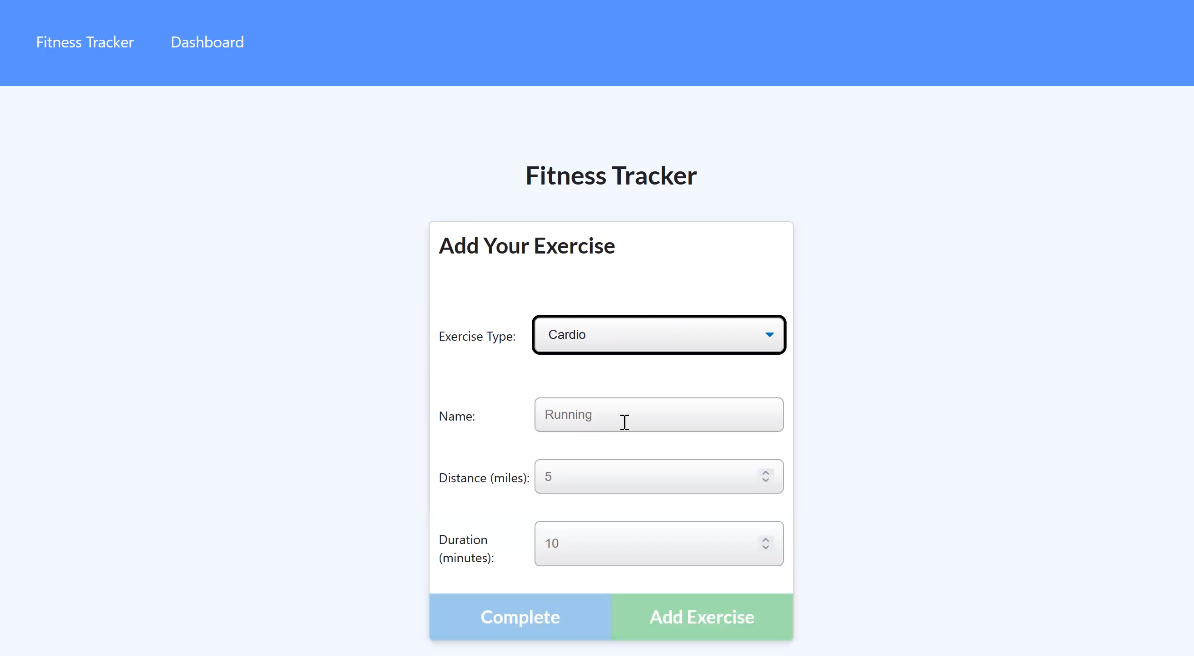 Fitness Tracker Dashboard
Fitness Tracker
Add Your Exercise
Exercise Type: Cardio
Name: Running
Distance (miles): 5
Duration
(minutes): 10
Complete Add Exercise